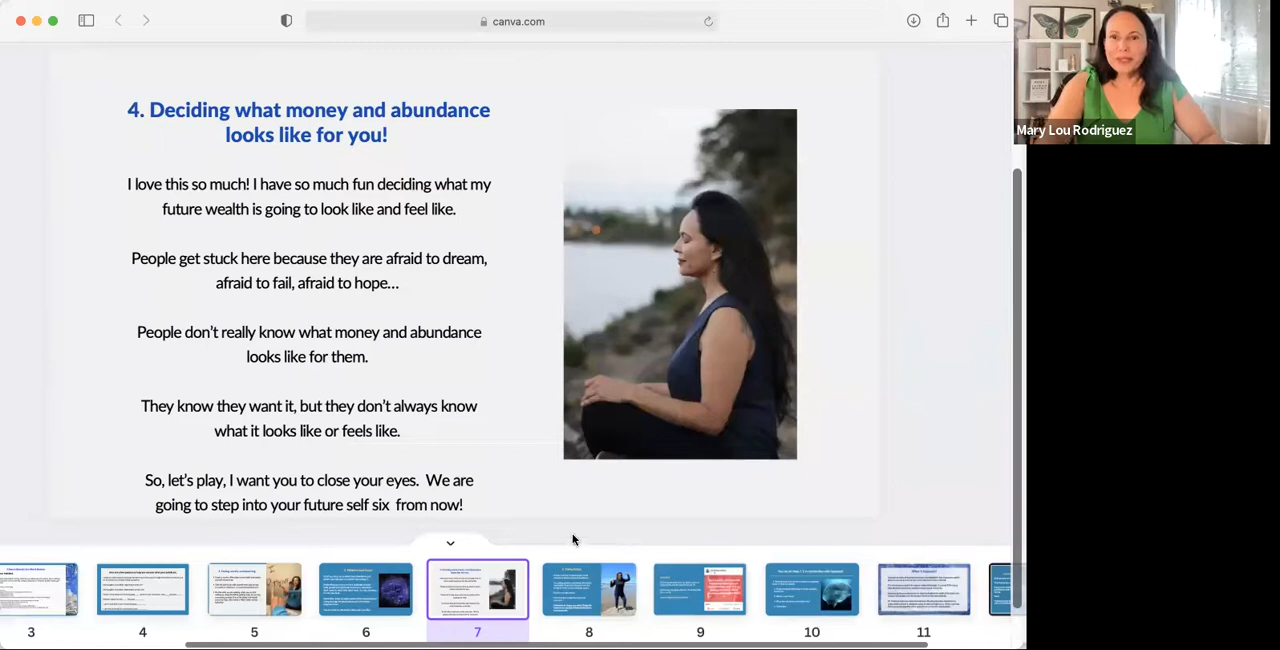 canva.com
Mary Lou Rodriguez
4. Deciding what money and abundance
looks like for you!
I love this so much! I have so much fun deciding what my
future wealth is going to look like and feel like.
People get stuck here because they are afraid to dream,
afraid to fail, afraid to hope...
People don't really know what money and abundance
looks like for them.
They know they want it, but they don't always know
what it looks like or feels like.
So, let's play, I want you to close your eyes.  We are
going to step into your future self six  from now!
3
4
5
6
7
8
9
10
11